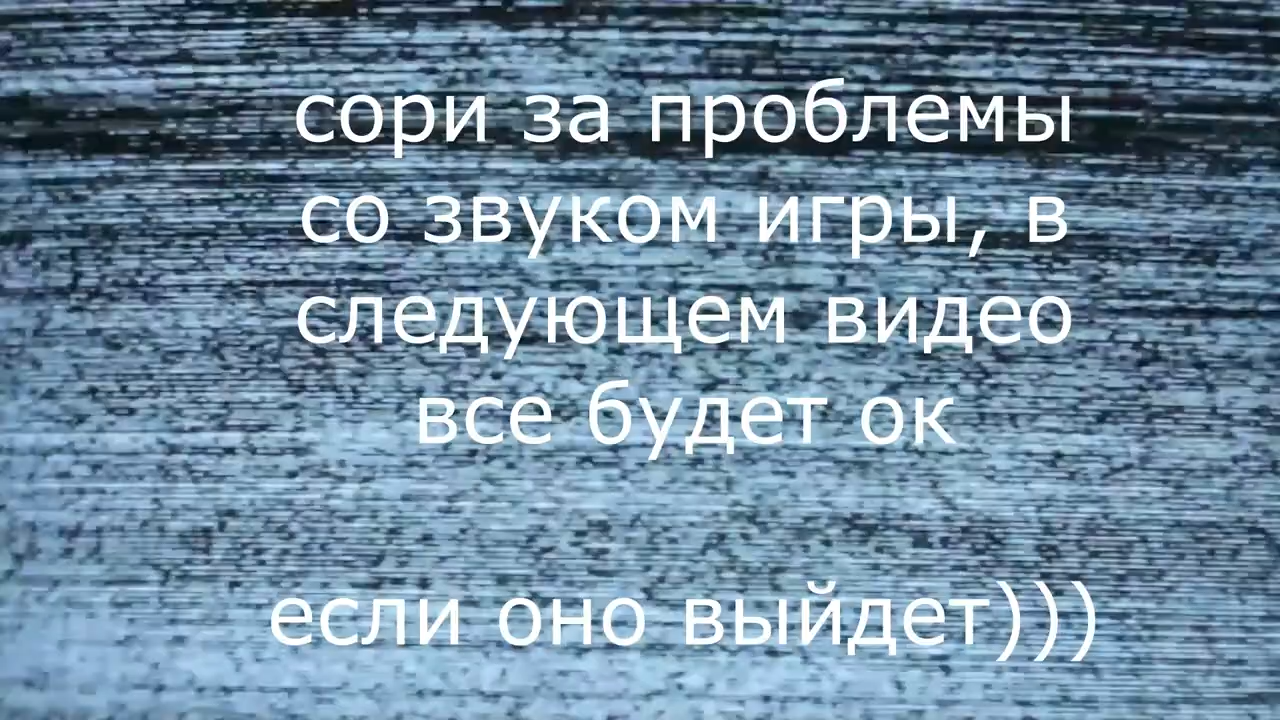 сори за проблемы
со звуком игры, в
следующем видео
все будет ок
если оно выйдет)))